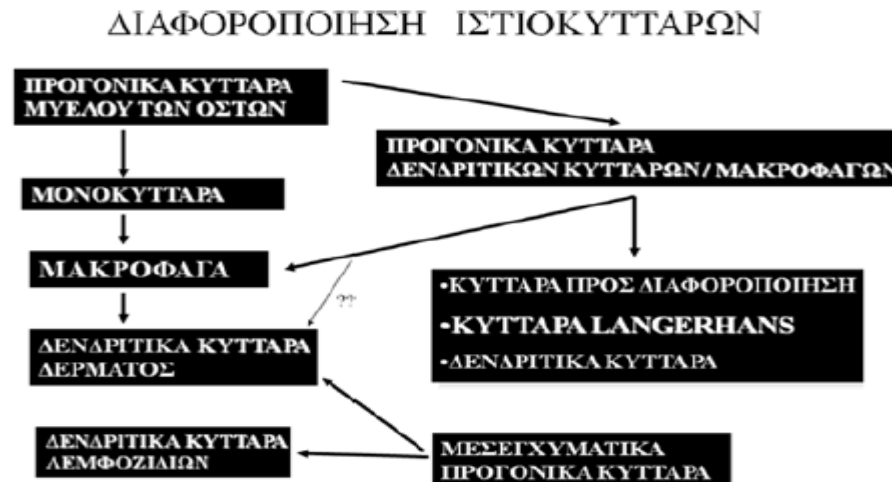 ΔΙΑΦΟΡΟΠΟΙΗΣΗ ΙΣΤΙΟΚΥΤΤΑΡΩΝ
ΠΡΟΓΟΝΙΚΑ ΚΥΤΤΑΡΑ
ΜΥΕΛΟΥ ΤΩΝ ΟΣΤΩΝ
ΠΡΟΓΟΝΙΚΑ ΚΥΤΤΑΡΑ
ΔΕΝΔΡΙΤΙΚΩΝ ΚΥΤΤΑΡΩΝ / ΜΑΚΡΟΦΑΓΩΝ
ΜΟΝΟΚΥΤΤΑΡΑ
ΜΑΚΡΟΦΑΓΑ
??
•ΚΥΤΤΑΡΑ ΠΡΟΣ ΔΙΑΦΟΡΟΠΟΙΗΣΗ
•ΚΥΤΤΑΡΑ LANGERHANS
•ΔΕΝΔΡΙΤΙΚΑ ΚΥΤΤΑΡΑ
ΔΕΝΔΡΙΤΙΚΑ ΚΥΤΤΑΡΑ
ΔΕΡΜΑΤΟΣ
ΔΕΝΔΡΙΤΙΚΑ ΚΥΤΤΑΡΑ
ΛΕΜΦΟΖΙΔΙΩΝ
ΜΕΣΕΓΧΥΜΑΤΙΚΑ
ΠΡΟΓΟΝΙΚΑ ΚΥΤΤΑΡΑ